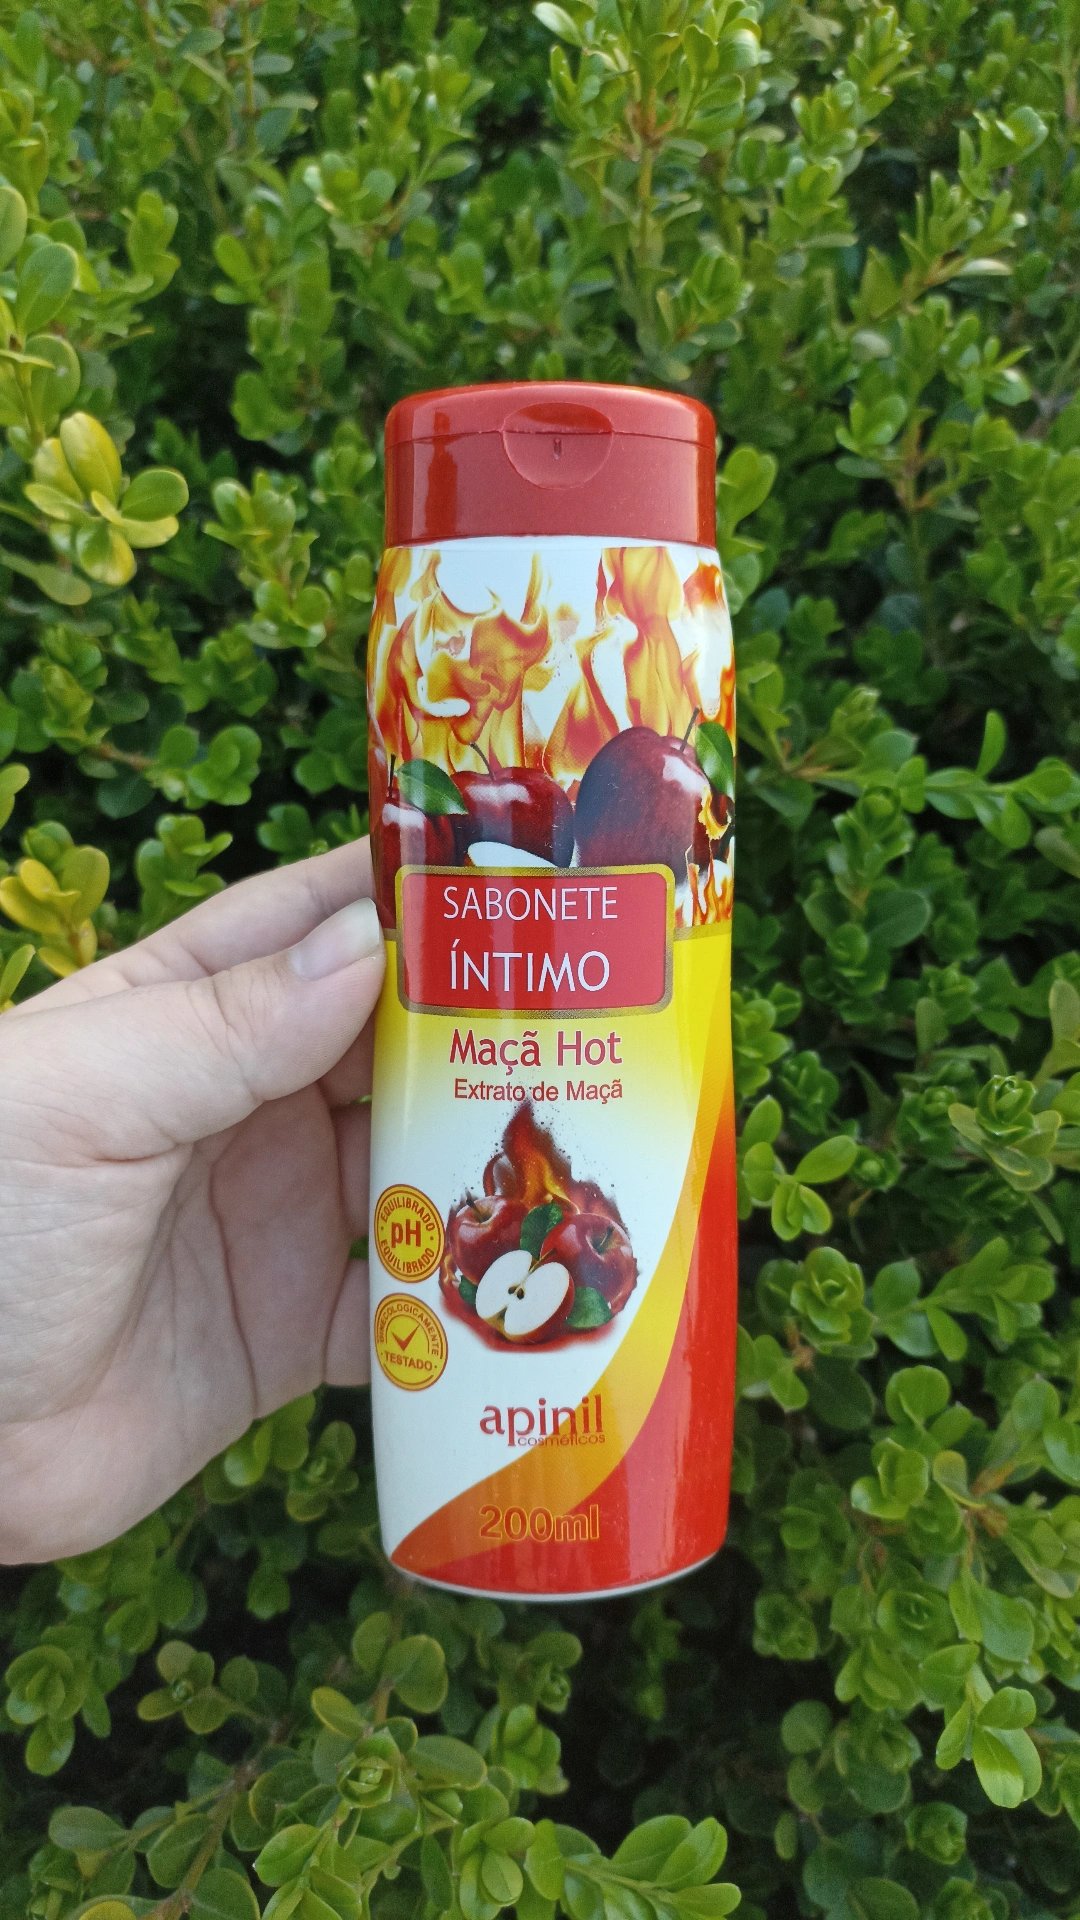 SABONETE
ÍNTIMO
Maçã Hot
Extrato de Maçã
EQUILIBRADO
pH
EQUILIBRADO
GINECOLOGICAMENTE
TESTADO
apinil
cosméticos
200ml